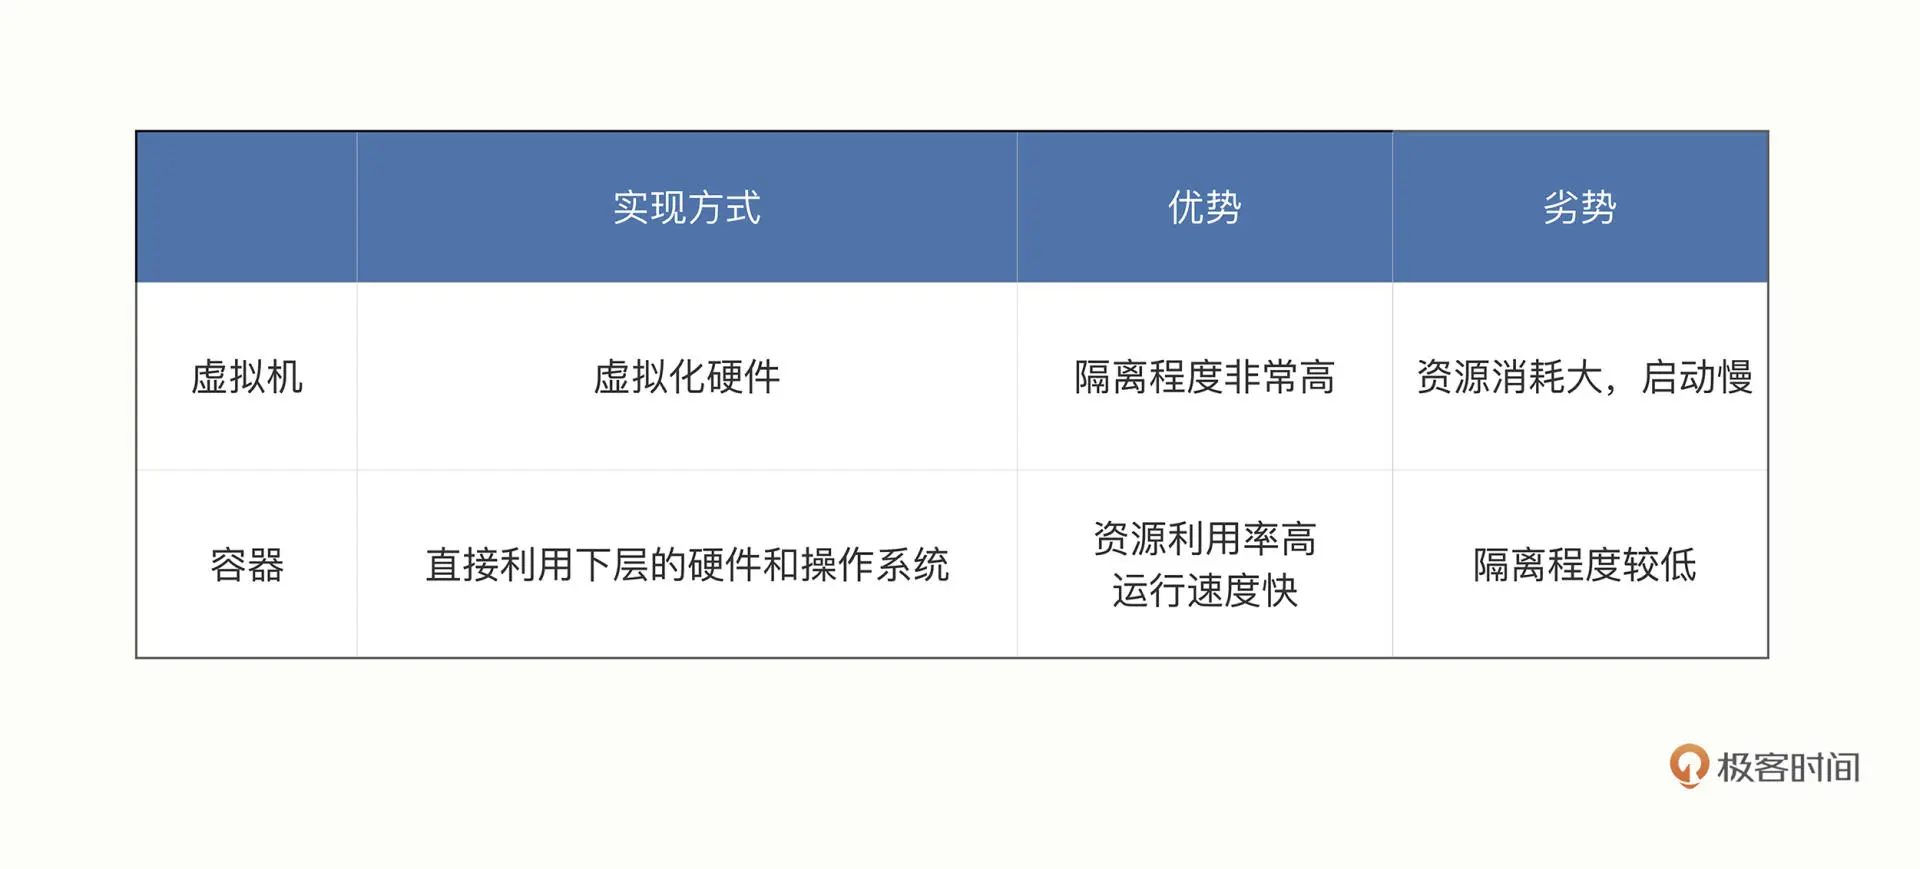 实现方式 优势 劣势
虚拟机 虚拟化硬件 隔离程度非常高 资源消耗大，启动慢
容器 直接利用下层的硬件和操作系统 资源利用率高
运行速度快 隔离程度较低
极客时间